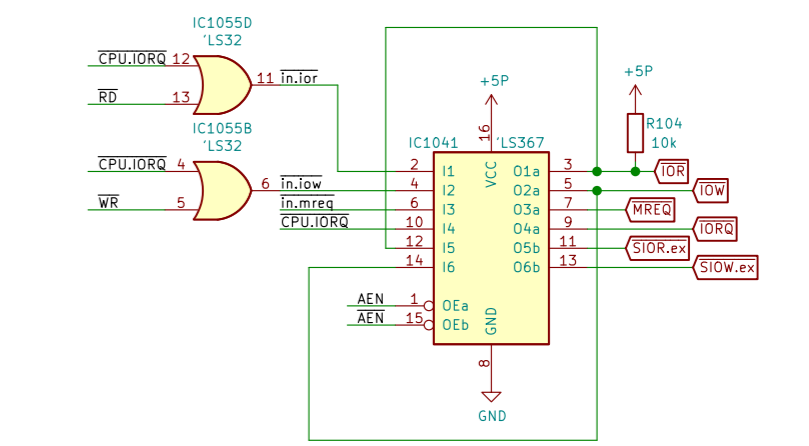 IC1055D
'LS32
CPU.IORQ 12
11 in.ior
RD 13
IC1055B
'LS32
CPU.IORQ 4
6 in.iow
WR 5
in.mreq
CPU.IORQ
+5P
16
IC1041 'LS367
VCC
2 I1 O1a 3
4 I2 O2a 5
6 I3 O3a 7
10 I4 O4a 9
12 I5 O5b 11
14 I6 O6b 13
AEN 1 OEa
AEN 15 OEb
GND
8
GND
+5P
R104
10k
IOR
IOW
MREQ
IORQ
SIOR.ex
SIOW.ex